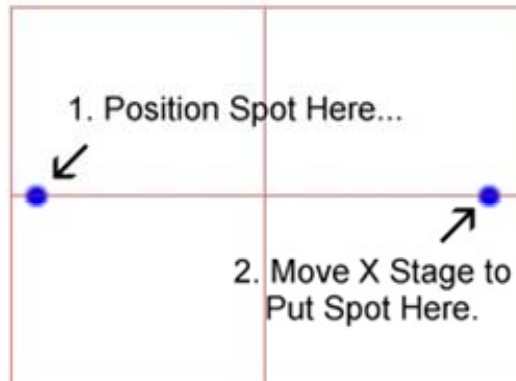 1. Position Spot Here...
2. Move X Stage to
Put Spot Here.